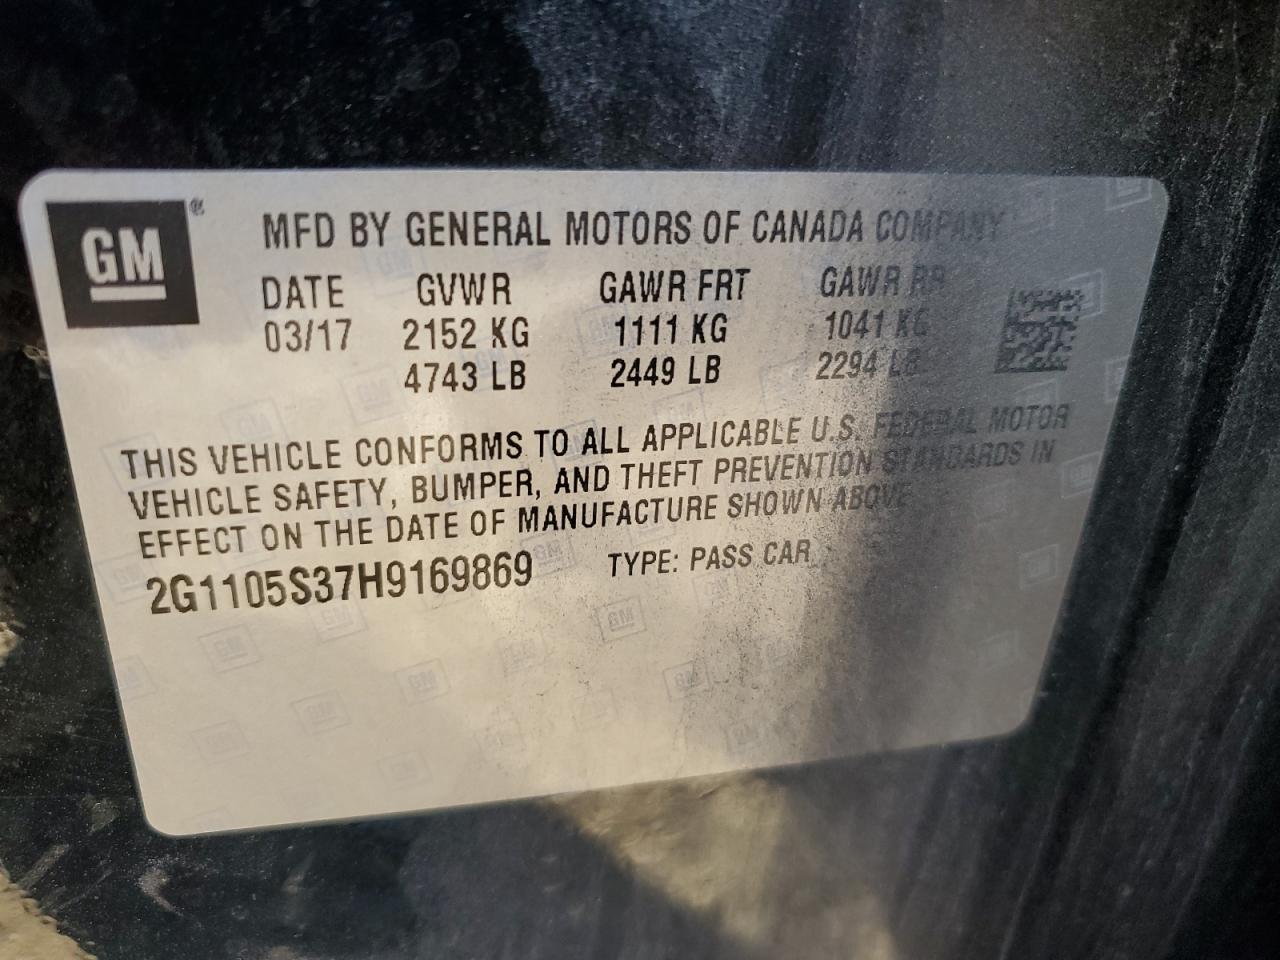 GM®
MFD BY GENERAL MOTORS OF CANADA COMPANY
DATE GVWR GAWR FRT GAWR RR
03/17 2152 KG 1111 KG 1041 KG
4743 LB 2449 LB 2294 LB
THIS VEHICLE CONFORMS TO ALL APPLICABLE U.S. FEDERAL MOTOR
VEHICLE SAFETY, BUMPER, AND THEFT PREVENTION STANDARDS IN
EFFECT ON THE DATE OF MANUFACTURE SHOWN ABOVE
2G1105S37H9169869 TYPE: PASS CAR